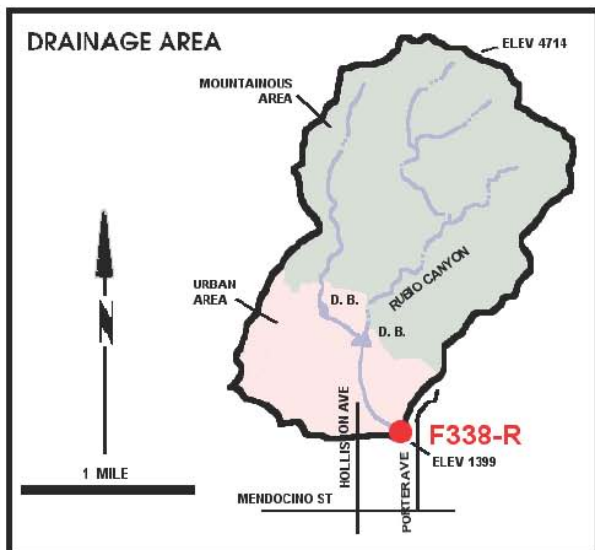 DRAINAGE AREA
ELEV 4714
MOUNTAINOUS
AREA
URBAN
AREA
D. B.
RUBIO CANYON
D. B.
N
F338-R
ELEV 1399
1 MILE
HOLLISTON AVE
PORTER AVE
MENDOCINO ST